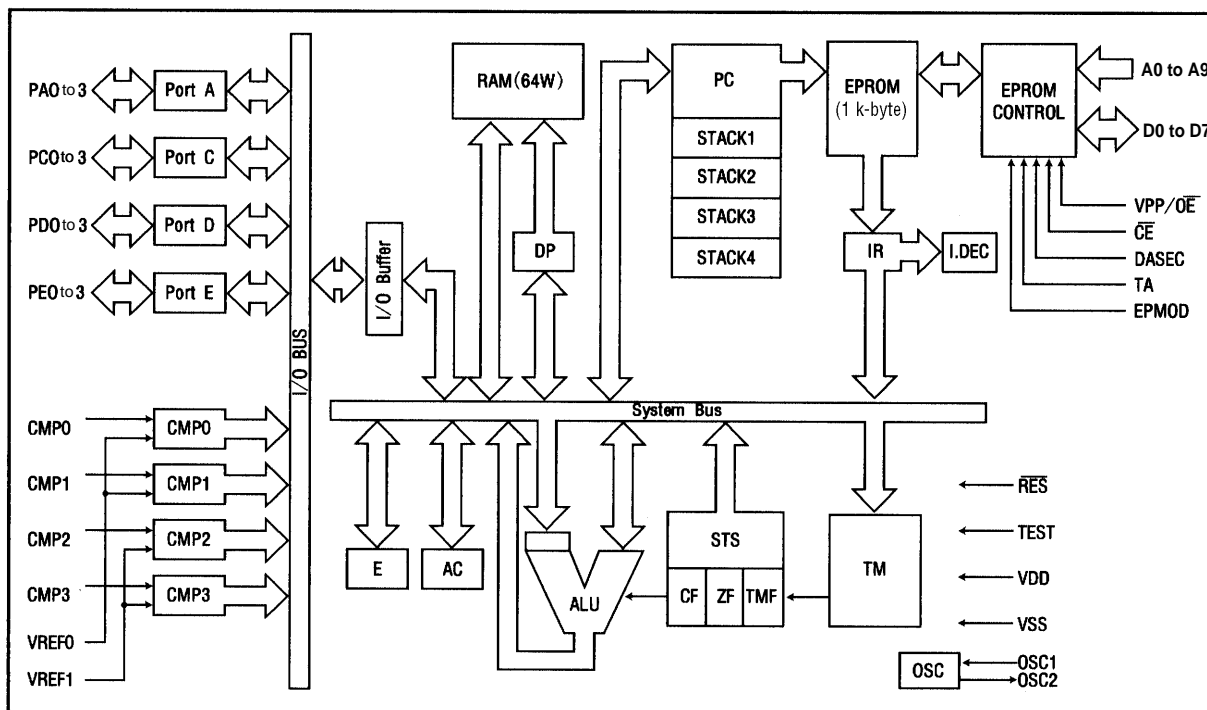 PA0 to 3
Port A
PC0 to 3
Port C
PD0 to 3
Port D
PE0 to 3
Port E
CMP0
CMP0
CMP1
CMP1
CMP2
CMP2
CMP3
CMP3
VREF0
VREF1
I/O BUS
I/O Buffer
RAM(64W)
DP
PC
STACK1
STACK2
STACK3
STACK4
EPROM
(1 k-byte)
IR
I.DEC
EPROM
CONTROL
A0 to A9
D0 to D7
VPP/O̅E̅
C̅E̅
DASEC
TA
EPMOD
System Bus
E
AC
ALU
STS
CF
ZF
TMF
TM
R̅E̅S̅
TEST
VDD
VSS
OSC
OSC1
OSC2